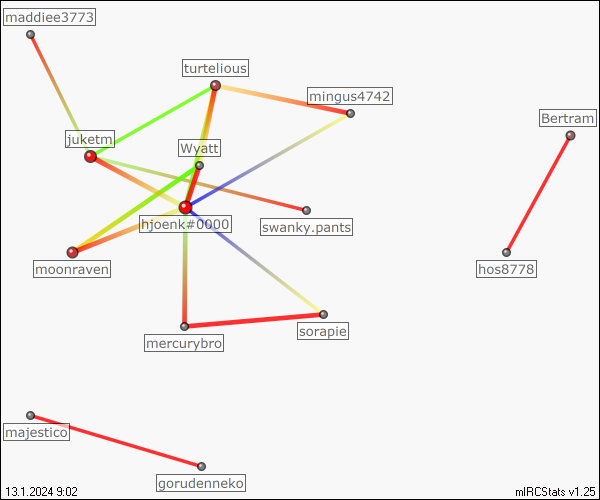 maddiee3773
turtelious
mingus4742
Bertram
juketm
Wyatt
hjoenk#0000
swanky.pants
moonraven
hos8778
sorapie
mercurybro
majestico
gorudenneko
13.1.2024 9:02
mIRCStats v1.25